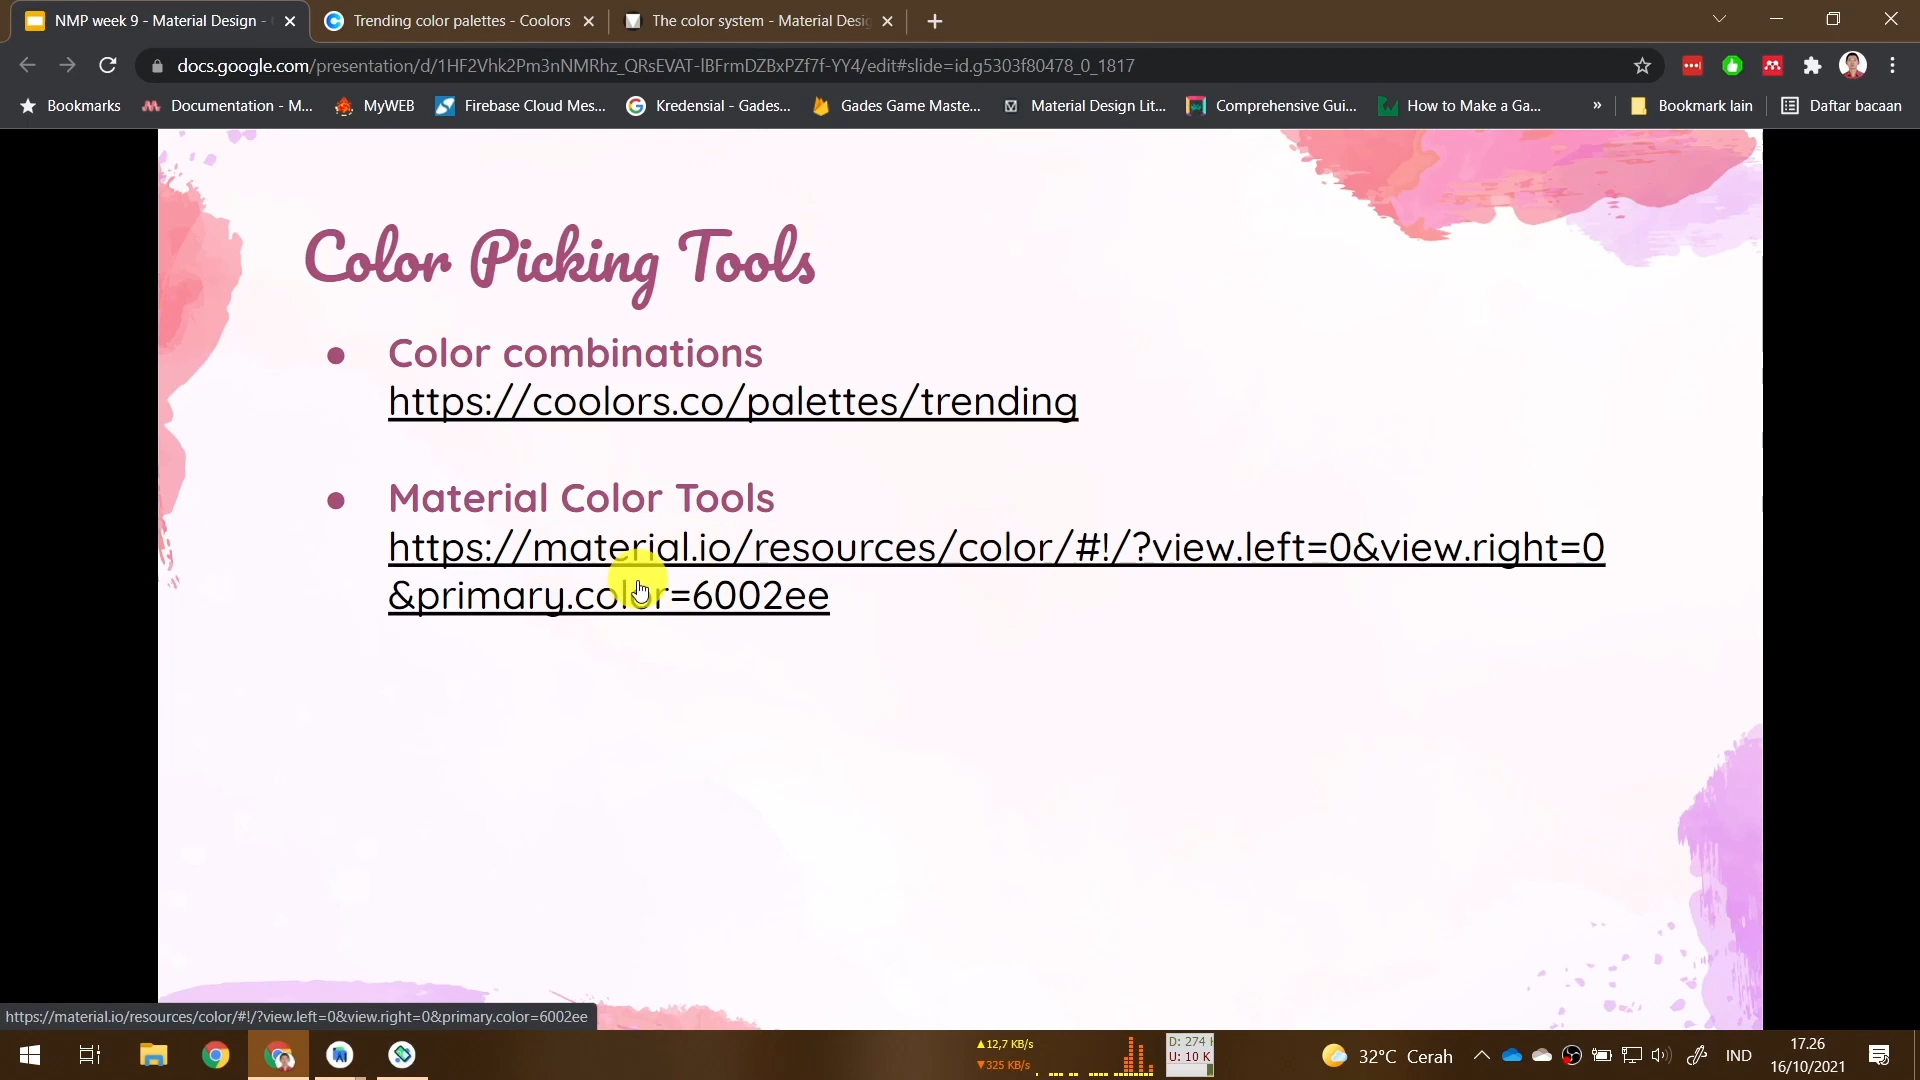 NMP week 9 - Material Design -
Trending color palettes - Coolors
The color system - Material Desig
docs.google.com/presentation/d/1HF2Vhk2Pm3nNMRhz_QRsEVAT-lBFrmDZBxPZf7f-YY4/edit#slide=id.g5303f80478_0_1817
Bookmarks
Documentation - M...
MyWEB
Firebase Cloud Mes...
Kredensial - Gades...
Gades Game Maste...
Material Design Lit...
Comprehensive Gui...
How to Make a Ga...
»
Bookmark lain
Daftar bacaan
Color Picking Tools
● Color combinations
https://coolors.co/palettes/trending
● Material Color Tools
https://material.io/resources/color/#!/?view.left=0&view.right=0
&primary.color=6002ee
https://material.io/resources/color/#!/?view.left=0&view.right=0&primary.color=6002ee
▲12,7 KB/s
▼325 KB/s
D: 274
U: 10 K
32°C Cerah
IND
17.26
16/10/2021